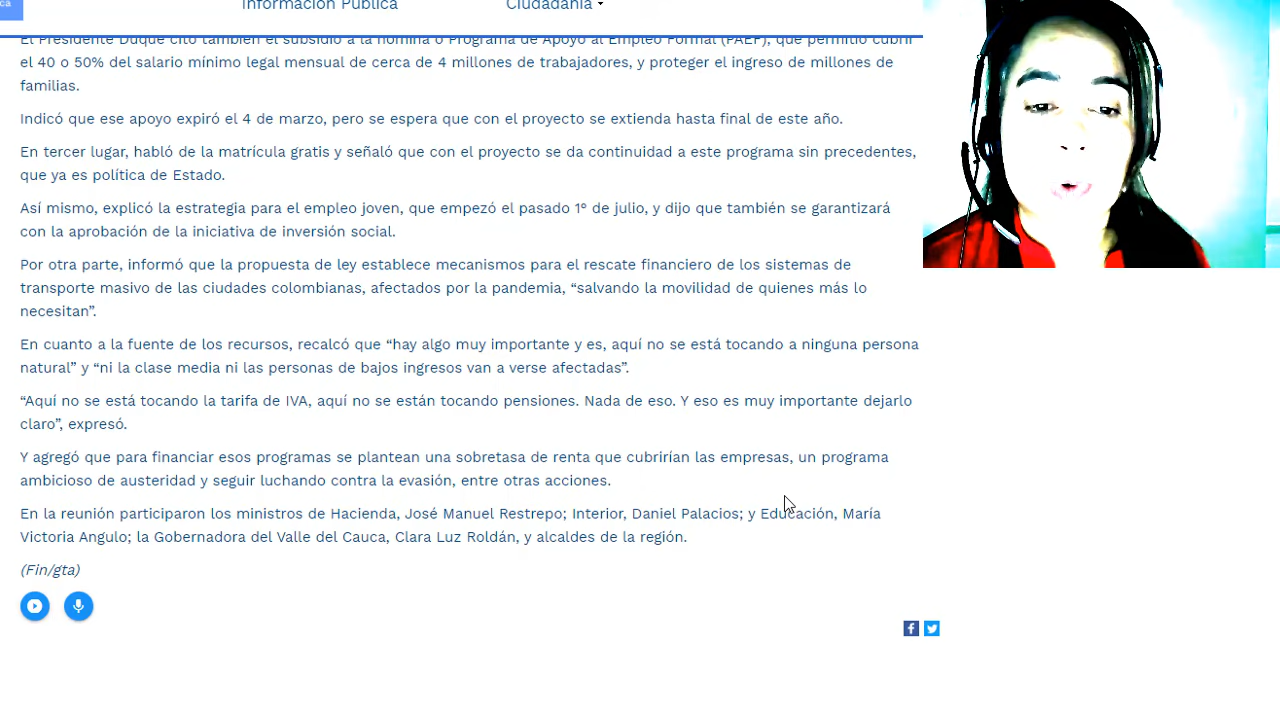 ca
Información Pública
Ciudadanía
El Presidente Duque citó también el subsidio a la nómina o Programa de Apoyo al Empleo Formal (PAEF), que permitió cubrir
el 40 o 50% del salario mínimo legal mensual de cerca de 4 millones de trabajadores, y proteger el ingreso de millones de
familias.
Indicó que ese apoyo expiró el 4 de marzo, pero se espera que con el proyecto se extienda hasta final de este año.
En tercer lugar, habló de la matrícula gratis y señaló que con el proyecto se da continuidad a este programa sin precedentes,
que ya es política de Estado.
Así mismo, explicó la estrategia para el empleo joven, que empezó el pasado 1° de julio, y dijo que también se garantizará
con la aprobación de la iniciativa de inversión social.
Por otra parte, informó que la propuesta de ley establece mecanismos para el rescate financiero de los sistemas de
transporte masivo de las ciudades colombianas, afectados por la pandemia, “salvando la movilidad de quienes más lo
necesitan”.
En cuanto a la fuente de los recursos, recalcó que “hay algo muy importante y es, aquí no se está tocando a ninguna persona
natural” y “ni la clase media ni las personas de bajos ingresos van a verse afectadas”.
“Aquí no se está tocando la tarifa de IVA, aquí no se están tocando pensiones. Nada de eso. Y eso es muy importante dejarlo
claro”, expresó.
Y agregó que para financiar esos programas se plantean una sobretasa de renta que cubrirían las empresas, un programa
ambicioso de austeridad y seguir luchando contra la evasión, entre otras acciones.
En la reunión participaron los ministros de Hacienda, José Manuel Restrepo; Interior, Daniel Palacios; y Educación, María
Victoria Angulo; la Gobernadora del Valle del Cauca, Clara Luz Roldán, y alcaldes de la región.
(Fin/gta)